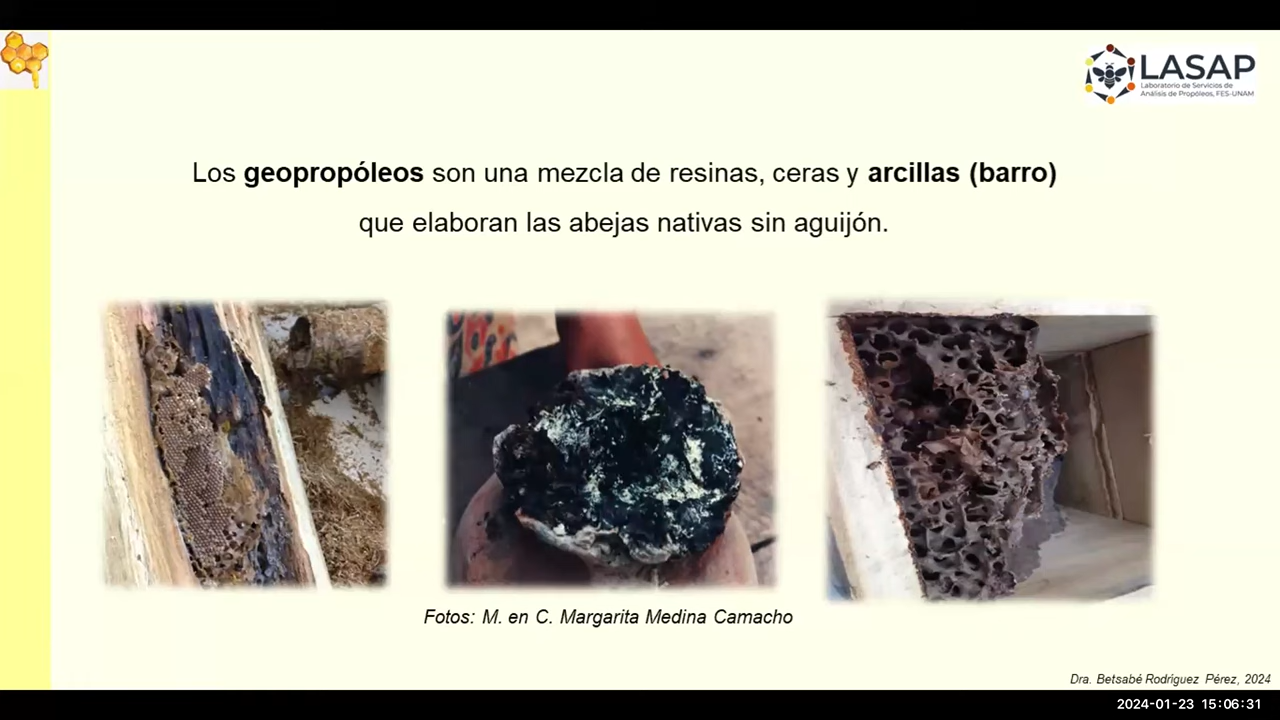 LASAP
Laboratorio de Servicios de
Análisis de Propóleos, FES-UNAM
Los geopropóleos son una mezcla de resinas, ceras y arcillas (barro)
que elaboran las abejas nativas sin aguijón.
Fotos: M. en C. Margarita Medina Camacho
Dra. Betsabé Rodríguez Pérez, 2024
2024-01-23 15:06:31